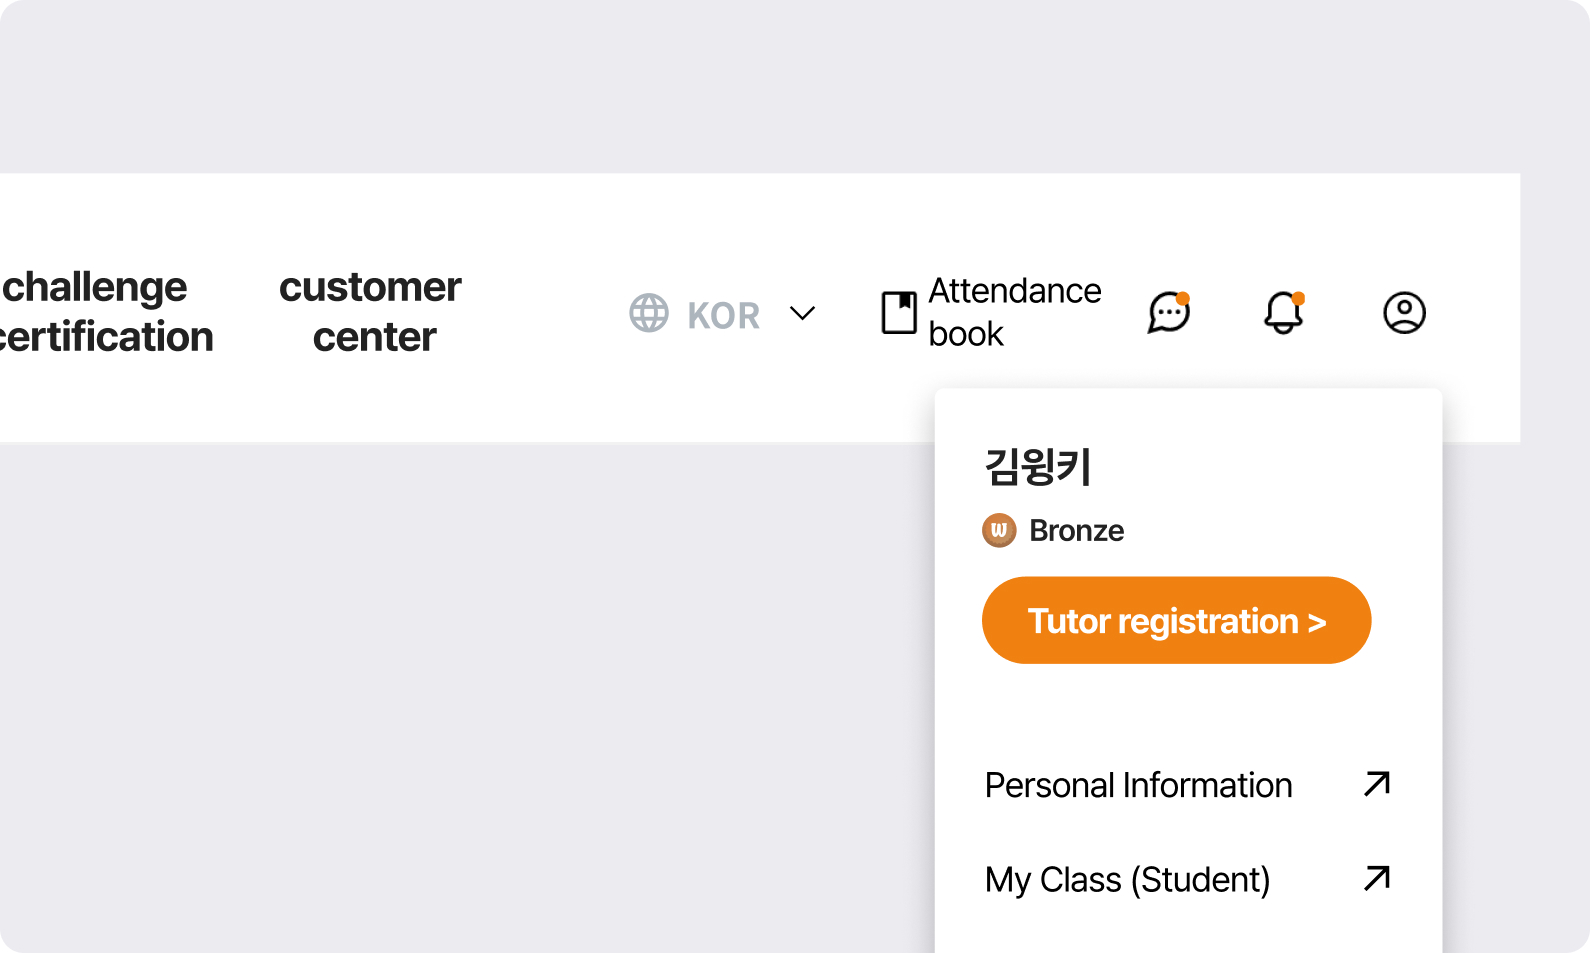 challenge
certification
customer
center
KOR
Attendance
book
김윙키
W Bronze
Tutor registration >
Personal Information
My Class (Student)